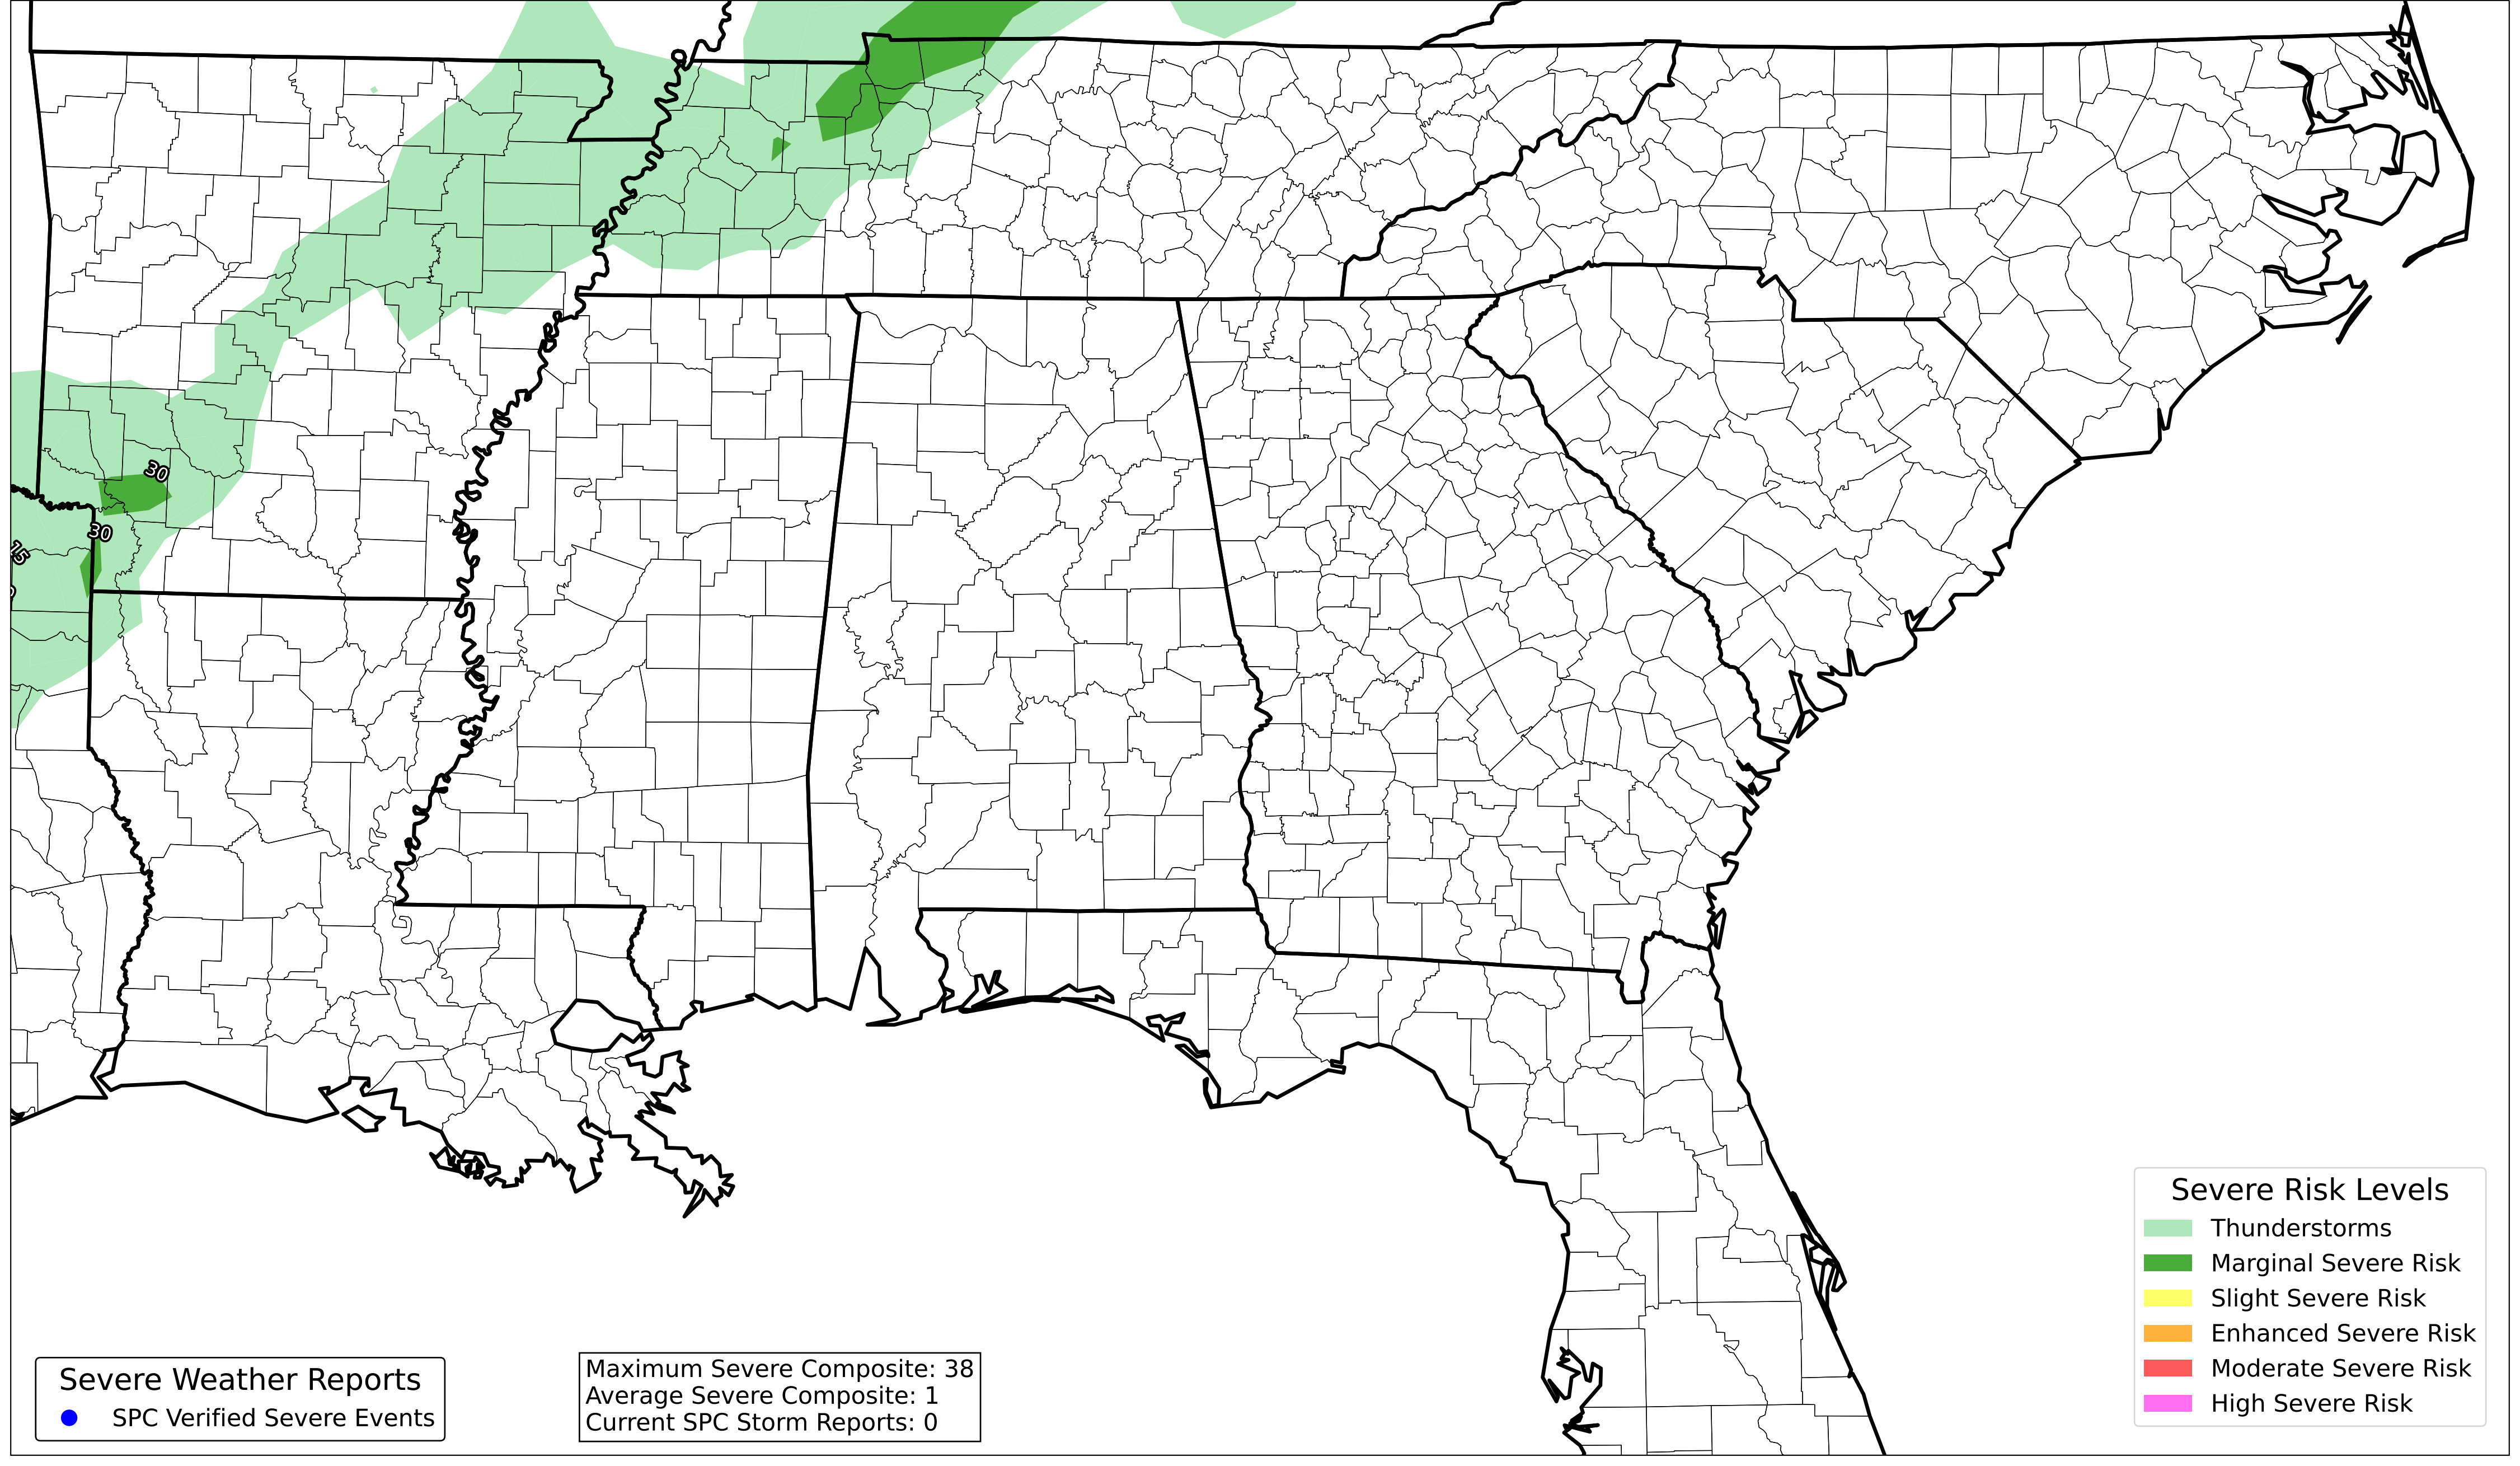 30
30
15
Severe Risk Levels
Thunderstorms
Marginal Severe Risk
Slight Severe Risk
Enhanced Severe Risk
Moderate Severe Risk
High Severe Risk
Severe Weather Reports
SPC Verified Severe Events
Maximum Severe Composite: 38
Average Severe Composite: 1
Current SPC Storm Reports: 0